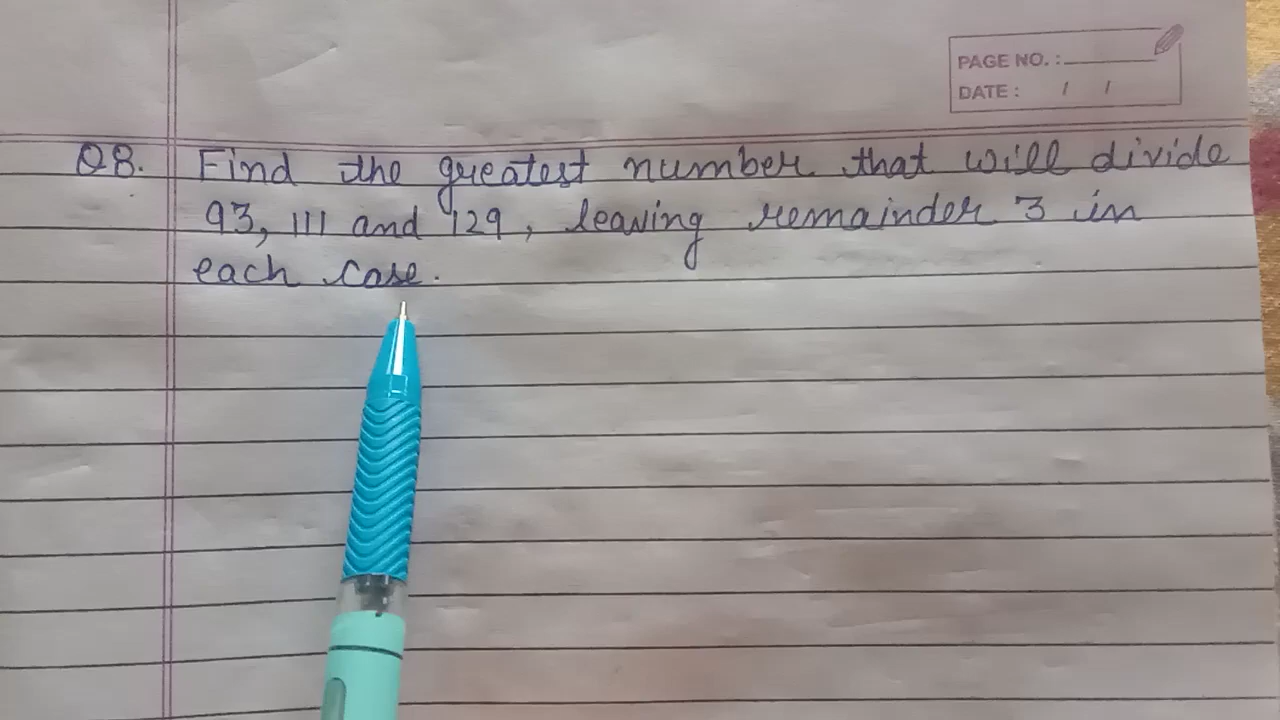 PAGE NO. :
DATE : / /
Q8. Find the greatest number that will divide
93, 111 and 129, leaving remainder 3 in
each case.